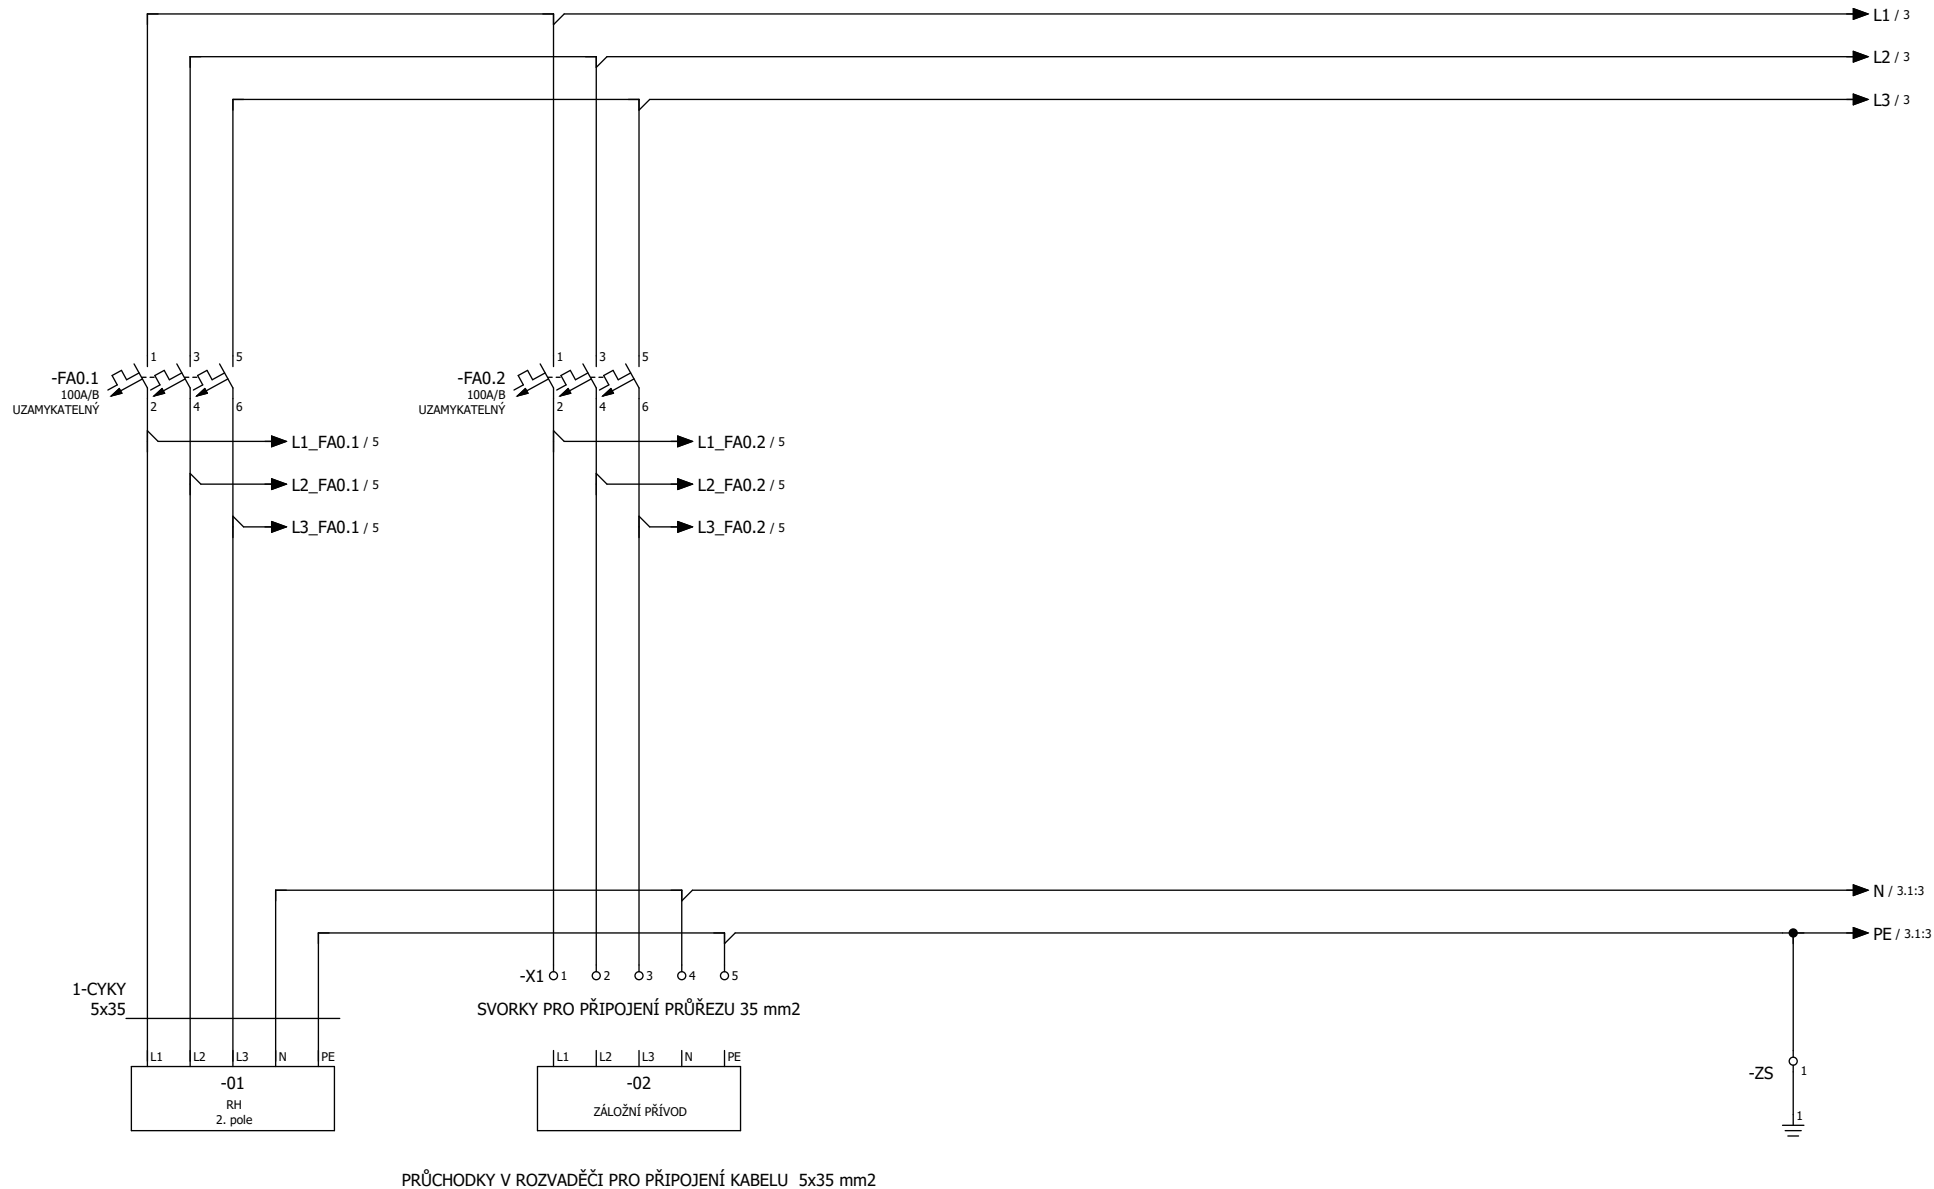 L1 / 3
L2 / 3
L3 / 3
1 3 5
-FA0.1
100A/B
UZAMYKATELNÝ
2 4 6
1 3 5
-FA0.2
100A/B
UZAMYKATELNÝ
2 4 6
L1_FA0.1 / 5
L1_FA0.2 / 5
L2_FA0.1 / 5
L2_FA0.2 / 5
L3_FA0.1 / 5
L3_FA0.2 / 5
N / 3.1:3
PE / 3.1:3
-X1 1 2 3 4 5
1-CYKY
5x35
SVORKY PRO PŘIPOJENÍ PRŮŘEZU 35 mm2
L1 L2 L3 N PE
-01
RH
2. pole
L1 L2 L3 N PE
-02
ZÁLOŽNÍ PŘÍVOD
-ZS 1
1
PRŮCHODKY V ROZVADĚČI PRO PŘIPOJENÍ KABELU 5x35 mm2